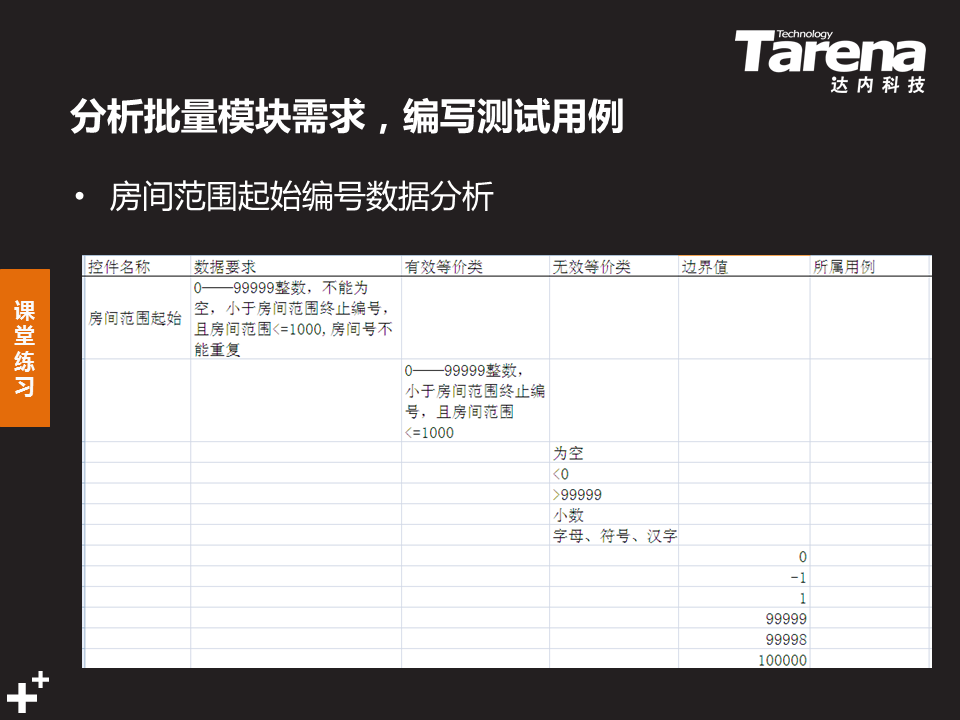 Technology
Tarena
达内科技
分析批量模块需求，编写测试用例
• 房间范围起始编号数据分析
课堂练习
控件名称 数据要求 有效等价类 无效等价类 边界值 所属用例
房间范围起始
0——99999整数，不能为
空，小于房间范围终止编号，
且房间范围<=1000,房间号不
能重复
0——99999整数，
小于房间范围终止编
号，且房间范围
<=1000
为空
<0
>99999
小数
字母、符号、汉字
0
-1
1
99999
99998
100000